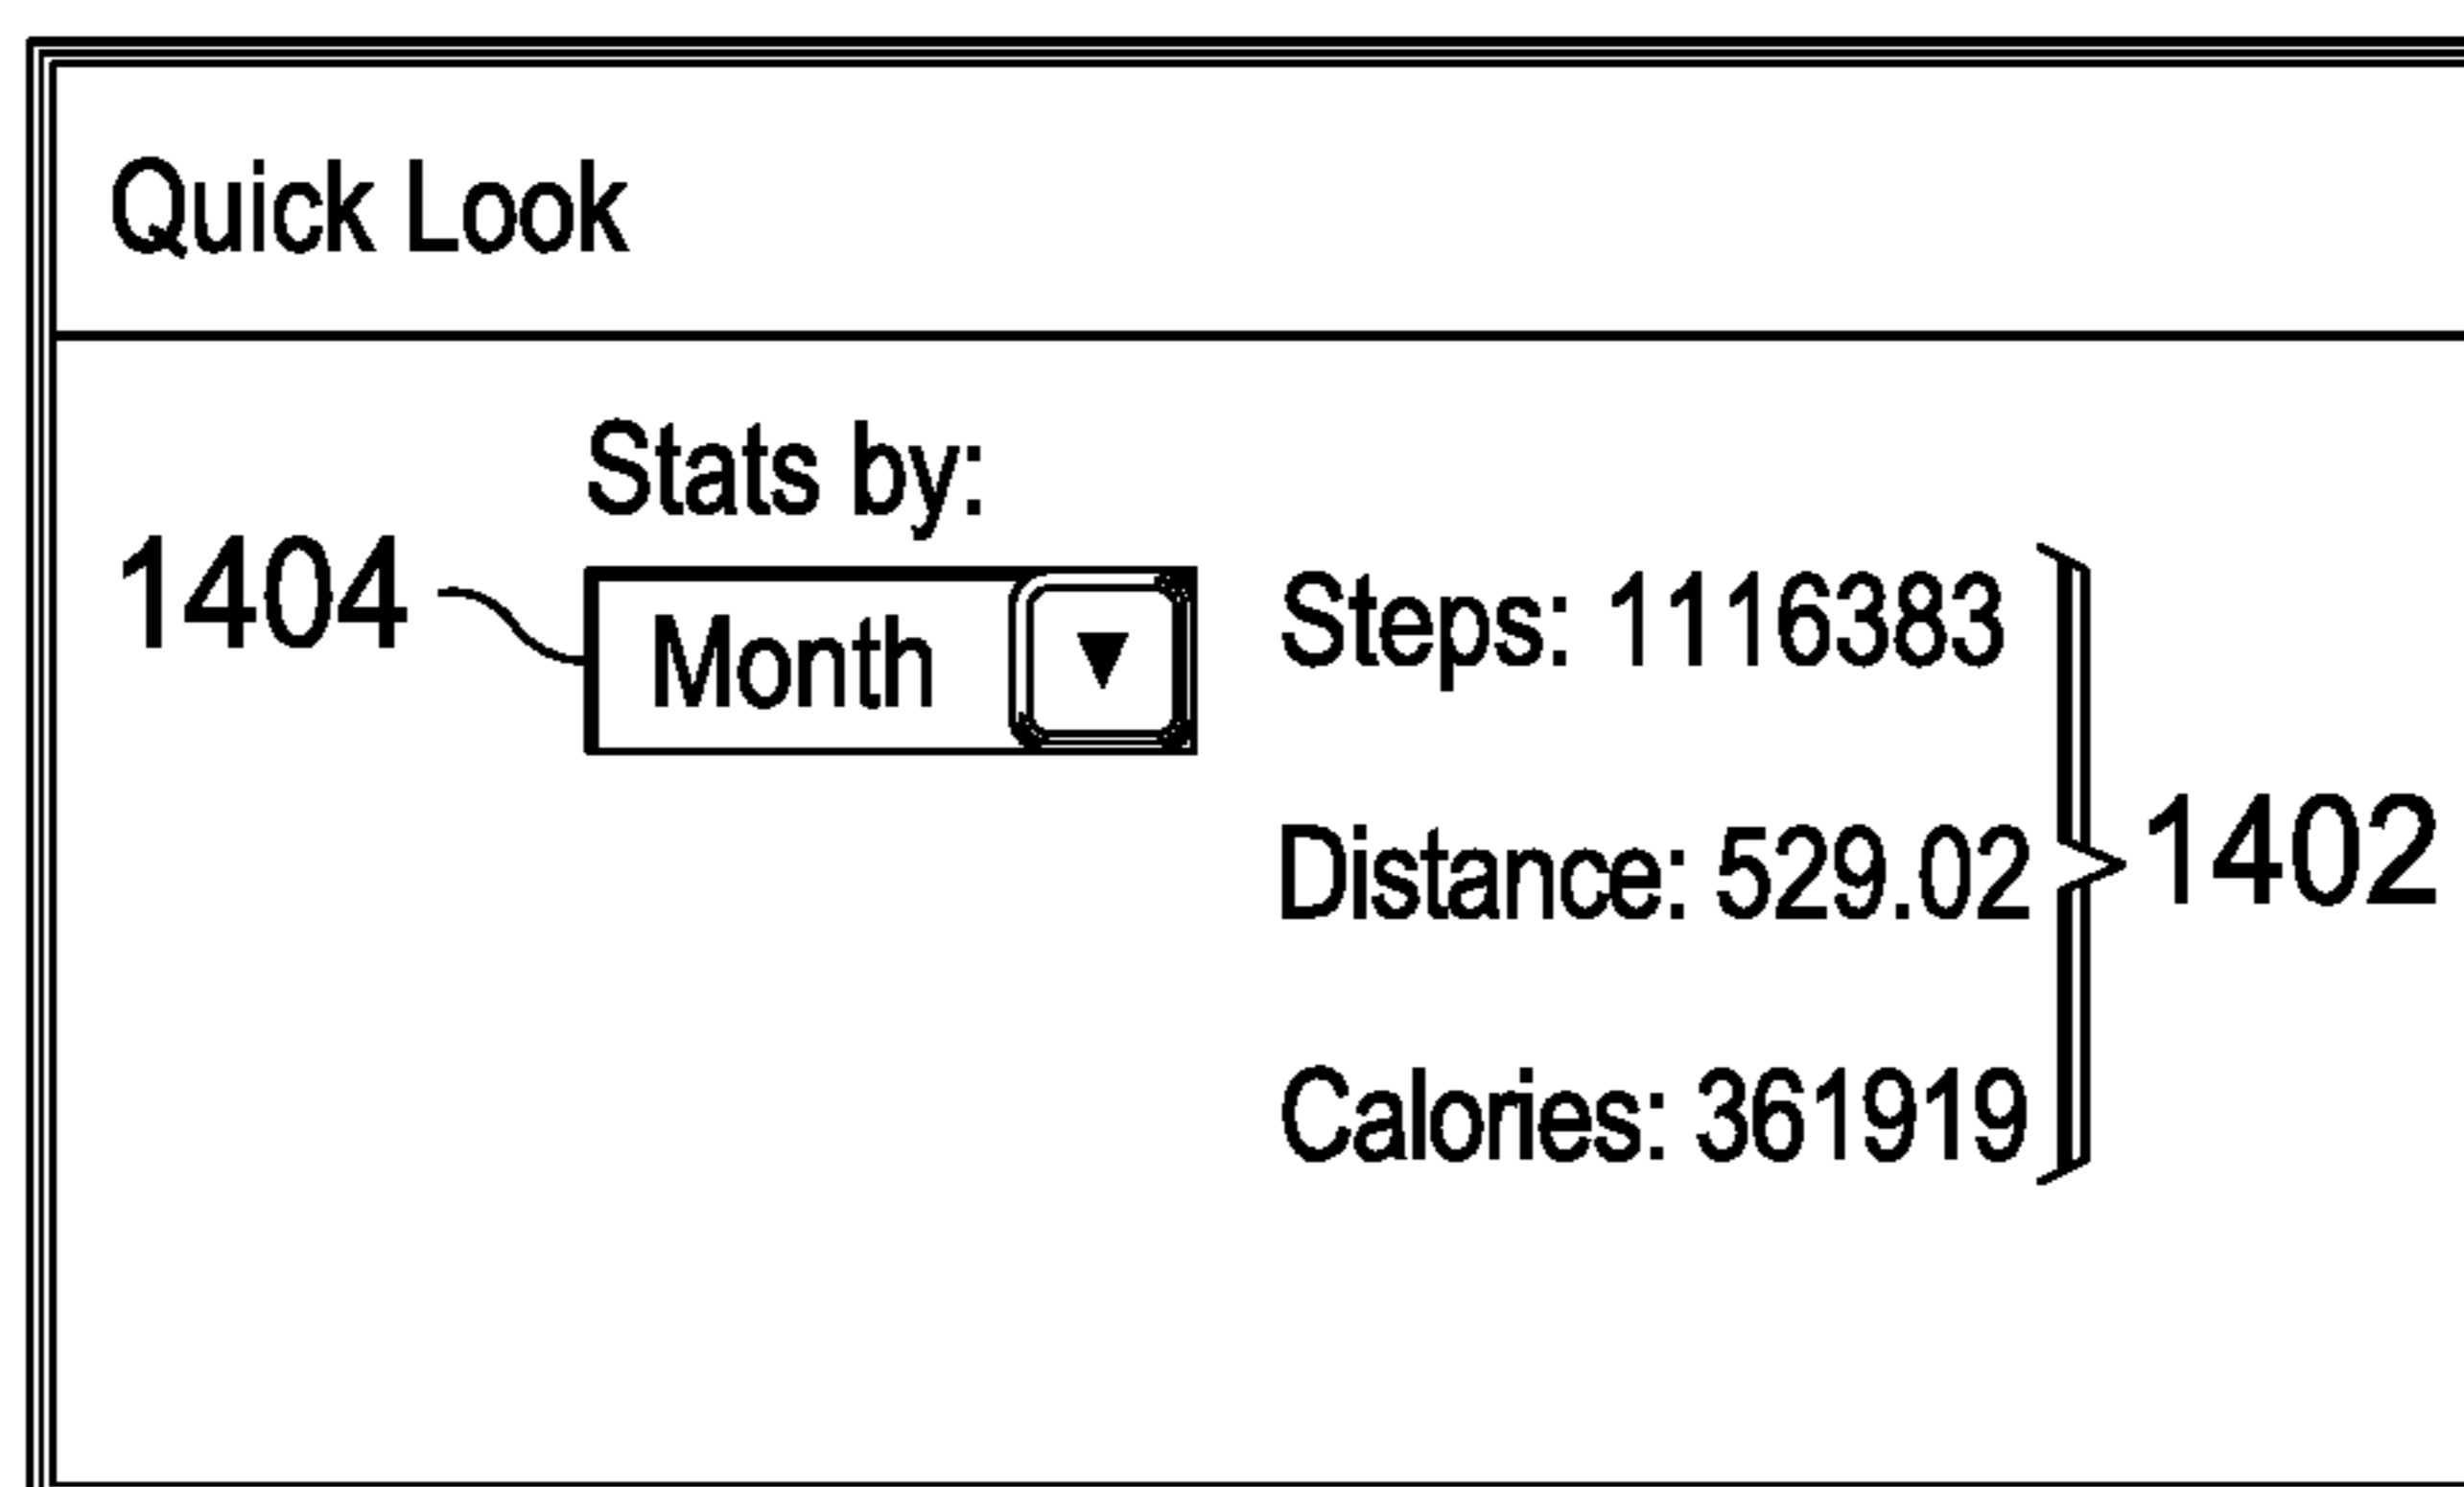 Quick Look
Stats by:
1404
Month
Steps: 1116383
Distance: 529.02
1402
Calories: 361919